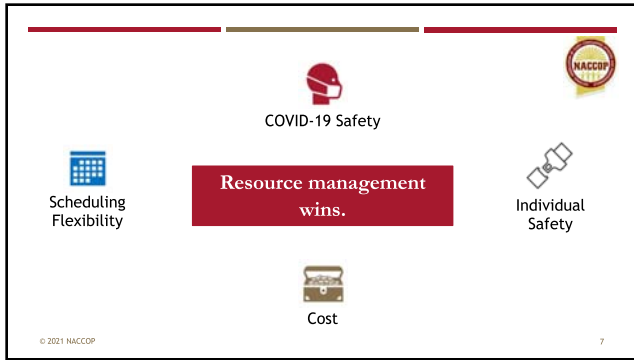 NACCOP
COVID-19 Safety
Scheduling
Flexibility
Resource management
wins.
Individual
Safety
Cost
© 2021 NACCOP
7